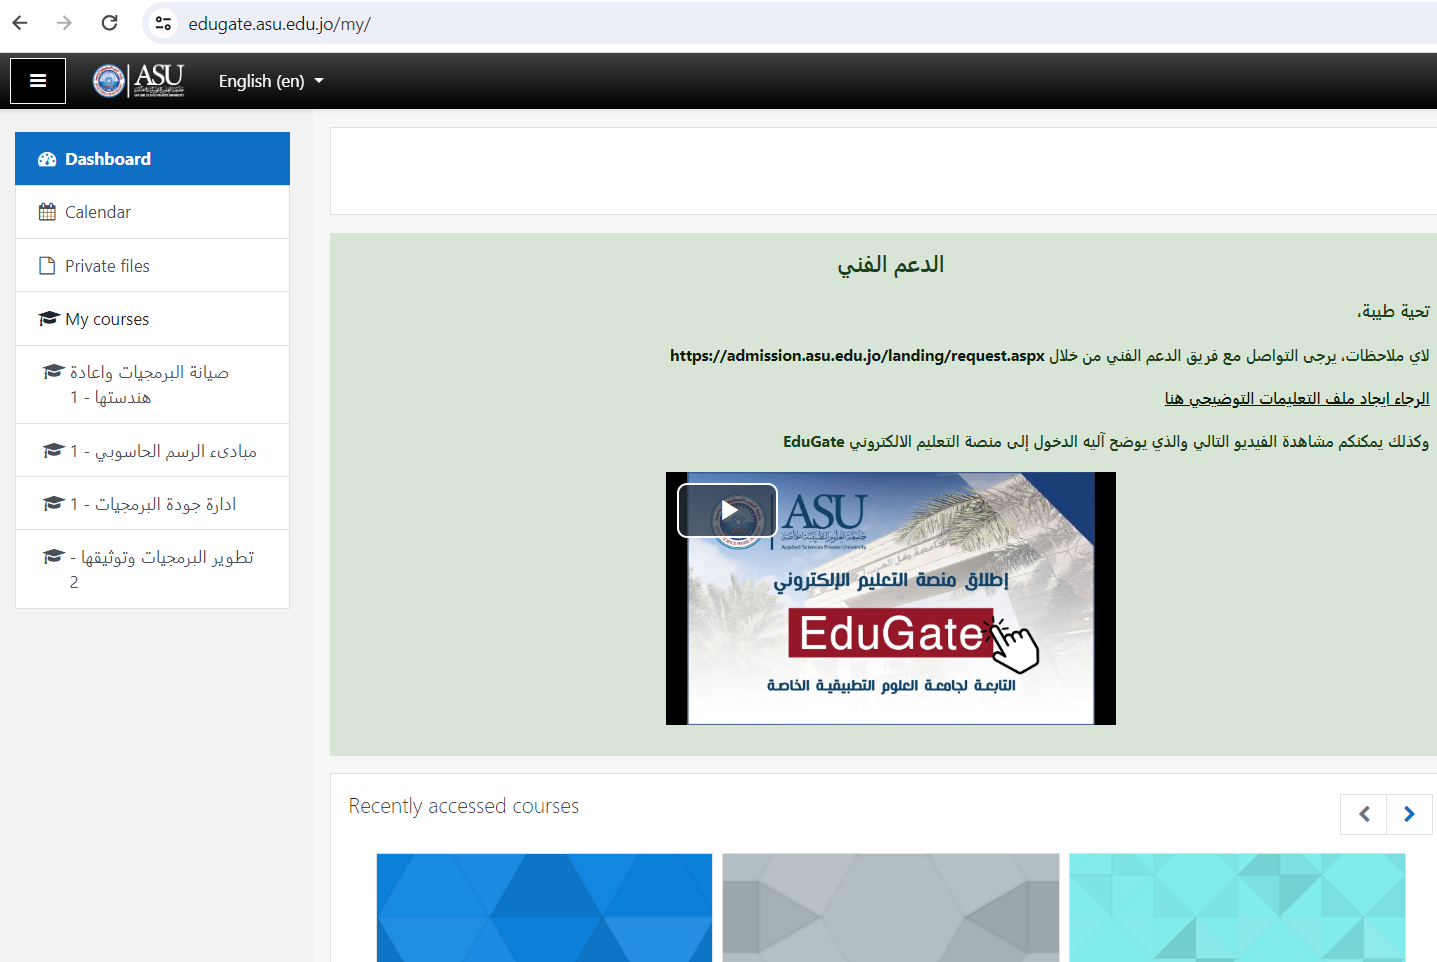 edugate.asu.edu.jo/my/
ASU
English (en)
Dashboard
Calendar
Private files
My courses
صيانة البرمجيات واعادة
هندستها - 1
مبادىء الرسم الحاسوبي - 1
ادارة جودة البرمجيات - 1
تطوير البرمجيات وتوثيقها -
2
الدعم الفني
تحية طيبة،
لاي ملاحظات، يرجى التواصل مع فريق الدعم الفني من خلال https://admission.asu.edu.jo/landing/request.aspx
الرجاء ايجاد ملف التعليمات التوضيحي هنا
وكذلك يمكنكم مشاهدة الفيديو التالي والذي يوضح آليه الدخول إلى منصة التعليم الالكتروني EduGate
ASU
جامعة العلوم التطبيقية الخاصة
Applied Sciences Private University
إطلاق منصة التعليم الإلكتروني
EduGate
التابعة لجامعة العلوم التطبيقية الخاصة
Recently accessed courses